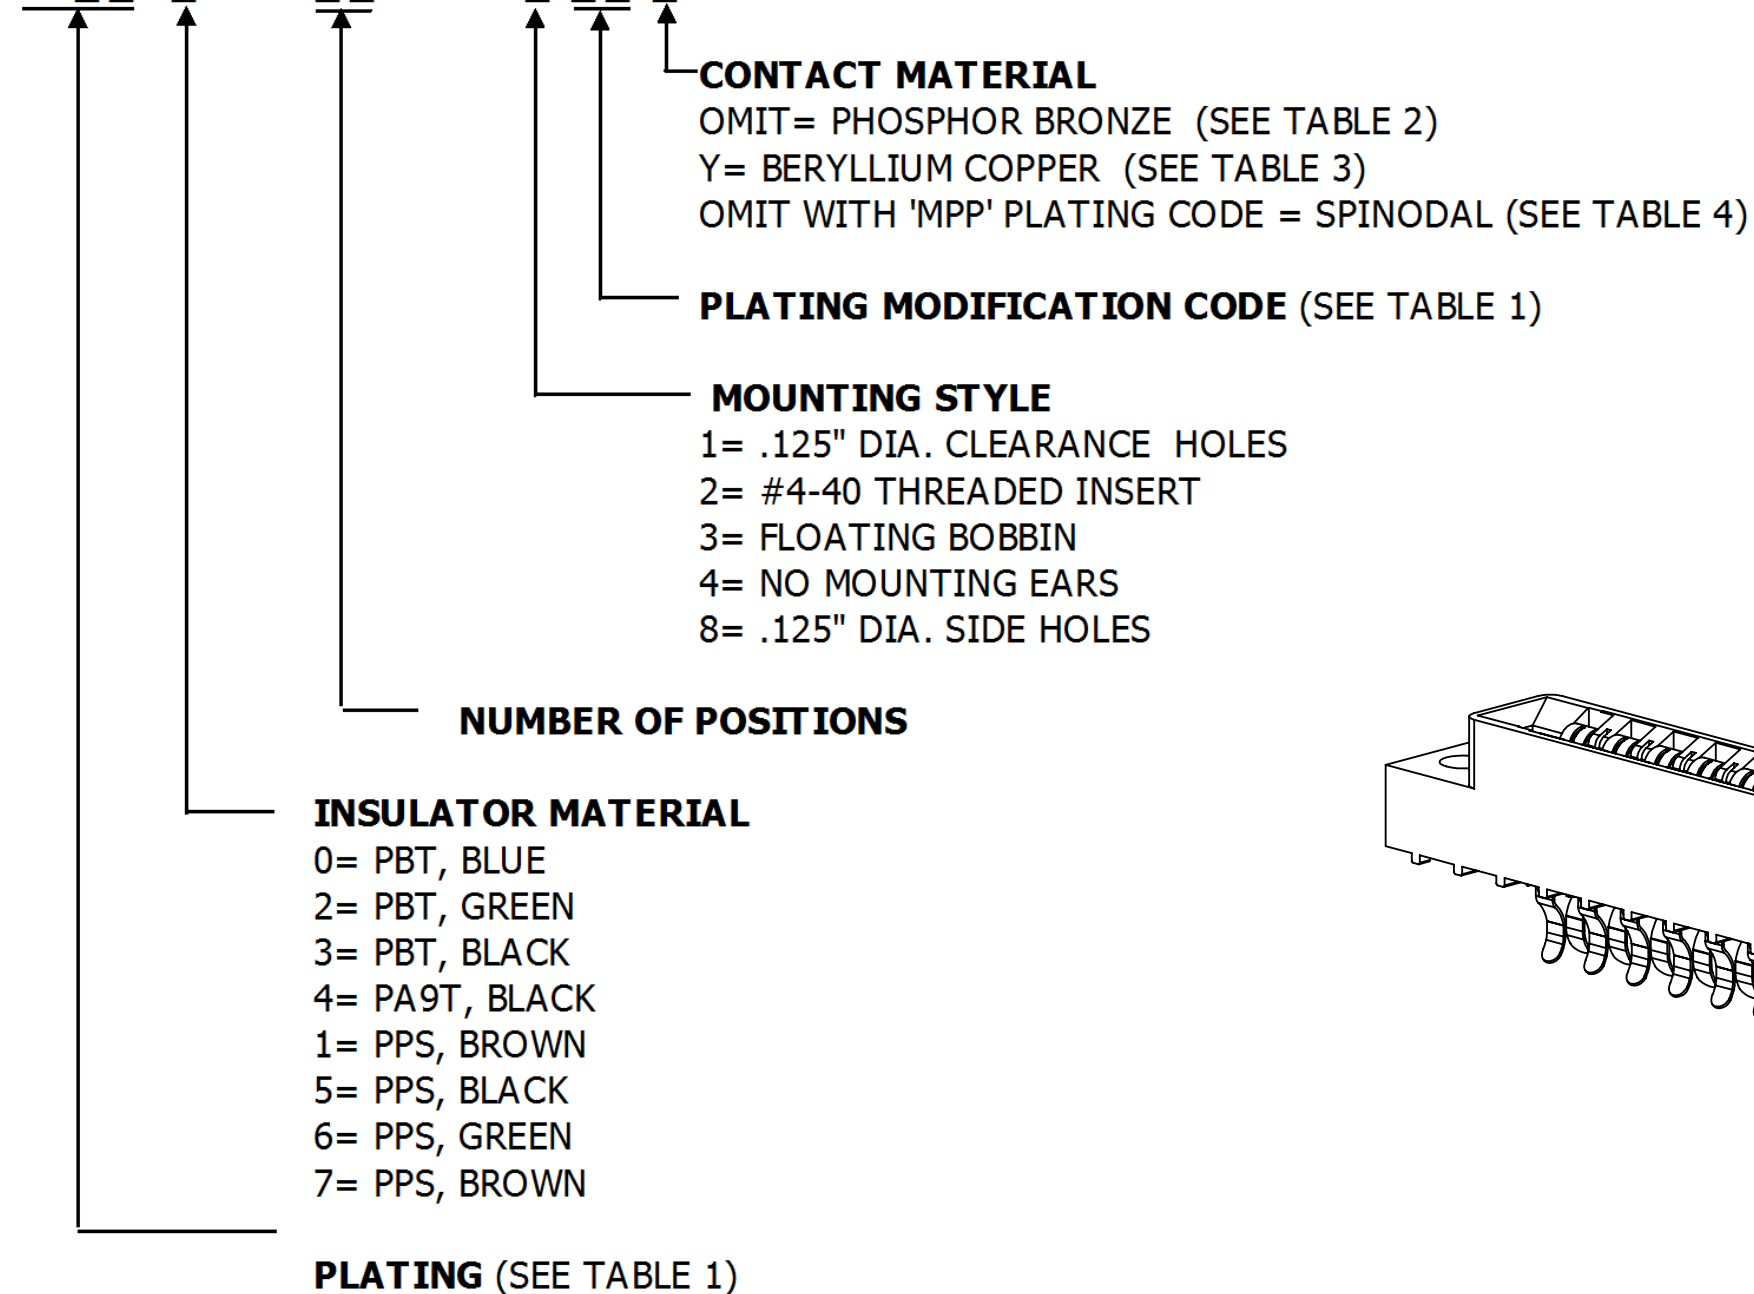 CONTACT MATERIAL
OMIT= PHOSPHOR BRONZE (SEE TABLE 2)
Y= BERYLLIUM COPPER (SEE TABLE 3)
OMIT WITH 'MPP' PLATING CODE = SPINODAL (SEE TABLE 4)
PLATING MODIFICATION CODE (SEE TABLE 1)
MOUNTING STYLE
1= .125" DIA. CLEARANCE HOLES
2= #4-40 THREADED INSERT
3= FLOATING BOBBIN
4= NO MOUNTING EARS
8= .125" DIA. SIDE HOLES
NUMBER OF POSITIONS
INSULATOR MATERIAL
0= PBT, BLUE
2= PBT, GREEN
3= PBT, BLACK
4= PA9T, BLACK
1= PPS, BROWN
5= PPS, BLACK
6= PPS, GREEN
7= PPS, BROWN
PLATING (SEE TABLE 1)